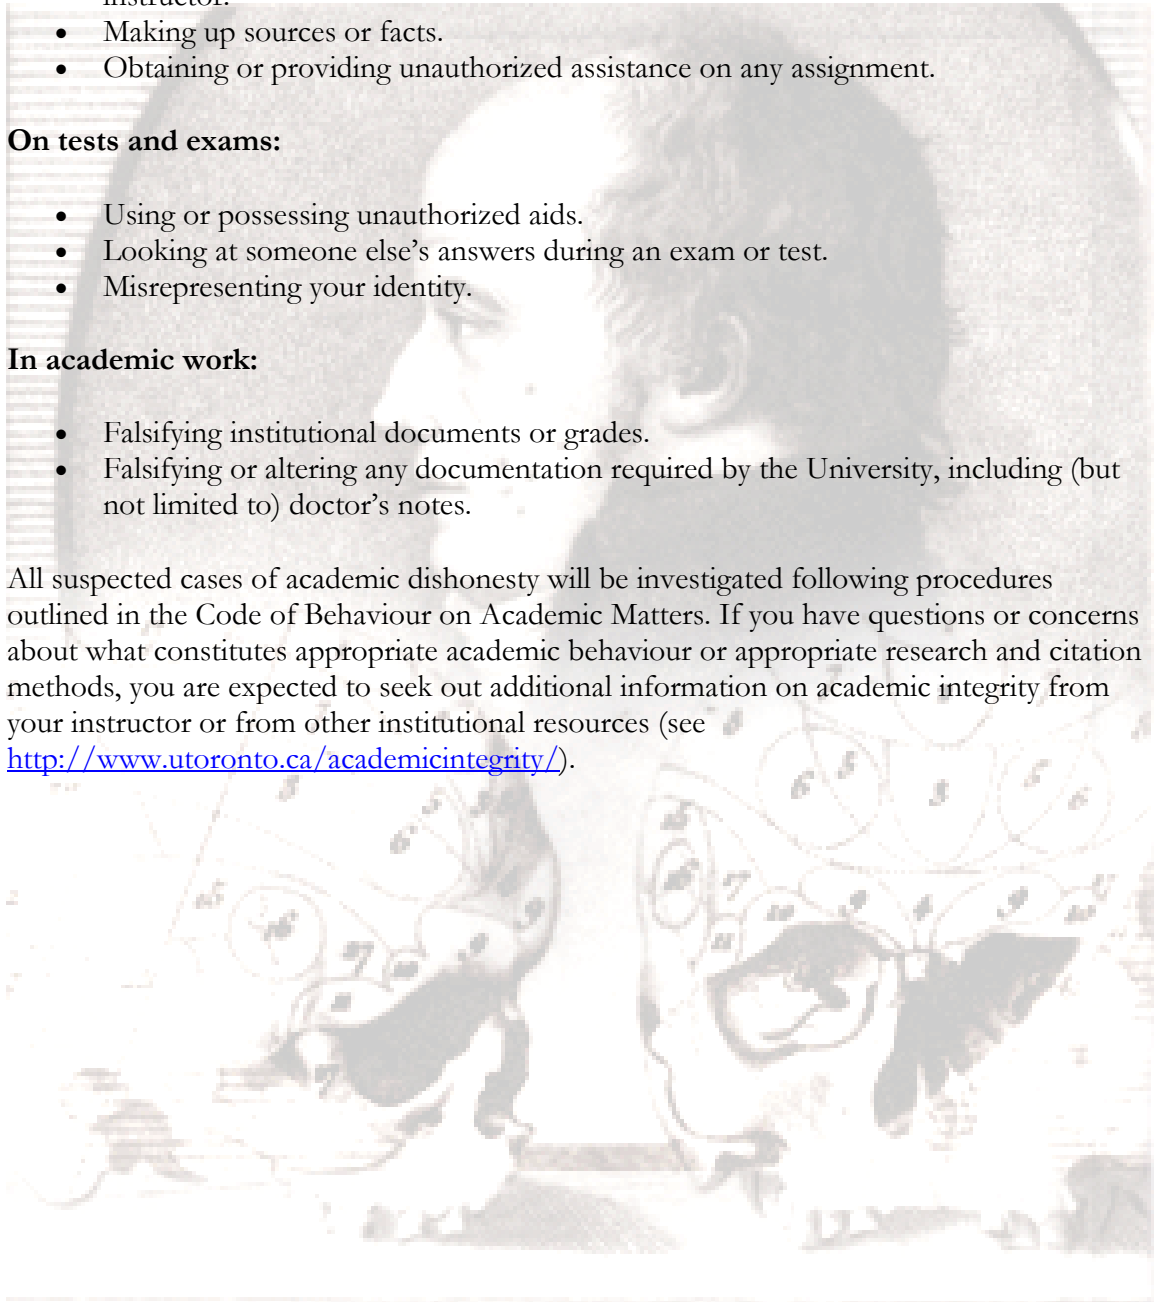 instructor.
• Making up sources or facts.
• Obtaining or providing unauthorized assistance on any assignment.
On tests and exams:
• Using or possessing unauthorized aids.
• Looking at someone else’s answers during an exam or test.
• Misrepresenting your identity.
In academic work:
• Falsifying institutional documents or grades.
• Falsifying or altering any documentation required by the University, including (but
not limited to) doctor’s notes.
All suspected cases of academic dishonesty will be investigated following procedures
outlined in the Code of Behaviour on Academic Matters. If you have questions or concerns
about what constitutes appropriate academic behaviour or appropriate research and citation
methods, you are expected to seek out additional information on academic integrity from
your instructor or from other institutional resources (see
http://www.utoronto.ca/academicintegrity/).